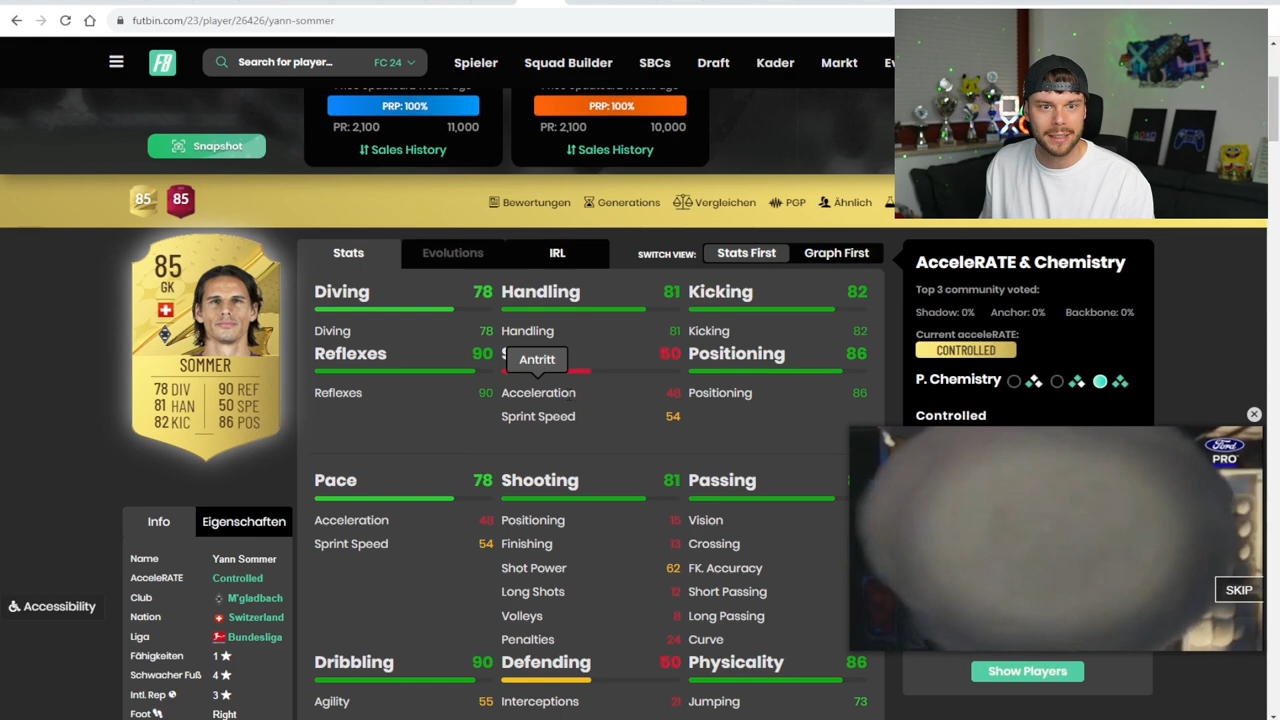 futbin.com/23/player/26426/yann-sommer
Search for player...
FC 24
Spieler
Squad Builder
SBCs
Draft
Kader
Markt
PRP: 100%
PR: 2,100
11,000
Sales History
PRP: 100%
PR: 2,100
10,000
Sales History
Snapshot
85
85
Bewertungen
Generations
Vergleichen
PGP
Ähnlich
85
GK
SOMMER
78 DIV
90 REF
81 HAN
50 SPE
82 KIC
86 POS
Stats
Evolutions
IRL
SWITCH VIEW:
Stats First
Graph First
Diving 78
Handling 81
Kicking 82
Diving 78
Handling 81
Kicking 82
Reflexes 90
50
Positioning 86
Antritt
Reflexes 90
Acceleration 48
Positioning 86
Sprint Speed 54
Pace 78
Shooting 81
Passing
Acceleration 48
Positioning 15
Vision
Sprint Speed 54
Finishing 13
Crossing
Shot Power 62
FK. Accuracy
Long Shots 12
Short Passing
Volleys 8
Long Passing
Penalties 24
Curve
Dribbling 90
Defending 50
Physicality 86
Agility 55
Interceptions 21
Jumping 73
AcceleRATE & Chemistry
Top 3 community voted:
Shadow: 0%
Anchor: 0%
Backbone: 0%
Current acceleRATE:
CONTROLLED
P. Chemistry
Controlled
Ford
PRO
SKIP
Show Players
Info
Eigenschaften
Name Yann Sommer
AcceleRATE Controlled
Club M'gladbach
Nation Switzerland
Liga Bundesliga
Fähigkeiten 1
Schwacher Fuß 4
Intl. Rep 3
Foot Right
Accessibility